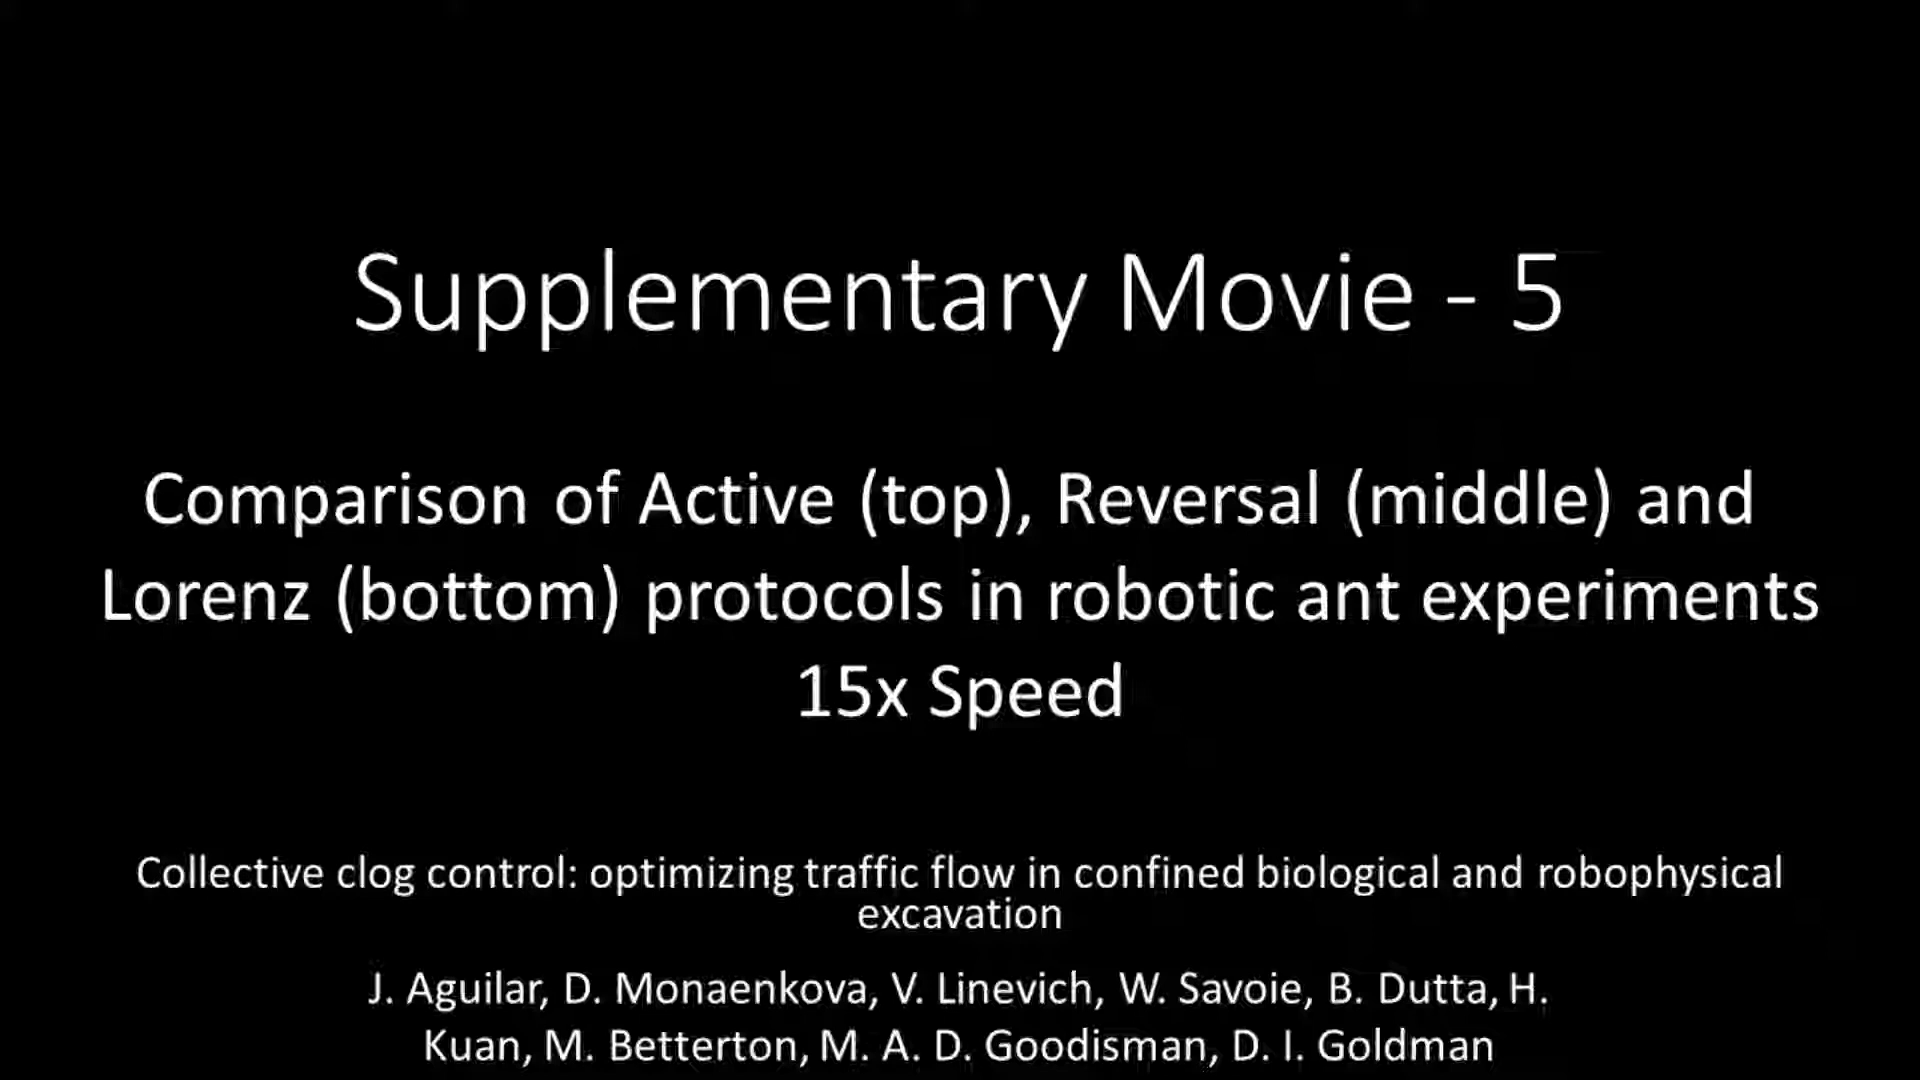 Supplementary Movie - 5
Comparison of Active (top), Reversal (middle) and
Lorenz (bottom) protocols in robotic ant experiments
15x Speed
Collective clog control: optimizing traffic flow in confined biological and robophysical
excavation
J. Aguilar, D. Monaenkova, V. Linevich, W. Savoie, B. Dutta, H.
Kuan, M. Betterton, M. A. D. Goodisman, D. I. Goldman